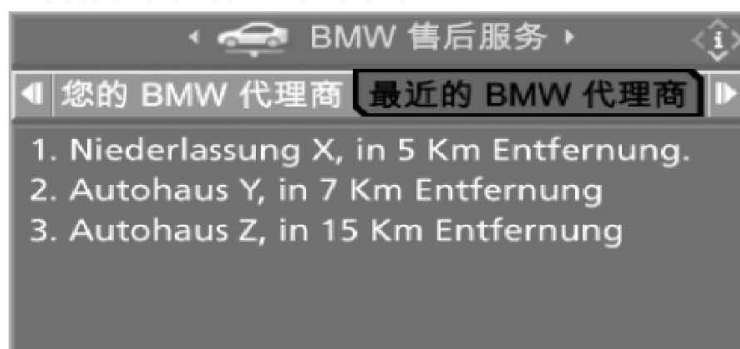 BMW 售后服务
您的 BMW 代理商 最近的 BMW 代理商
1. Niederlassung X, in 5 Km Entfernung.
2. Autohaus Y, in 7 Km Entfernung
3. Autohaus Z, in 15 Km Entfernung